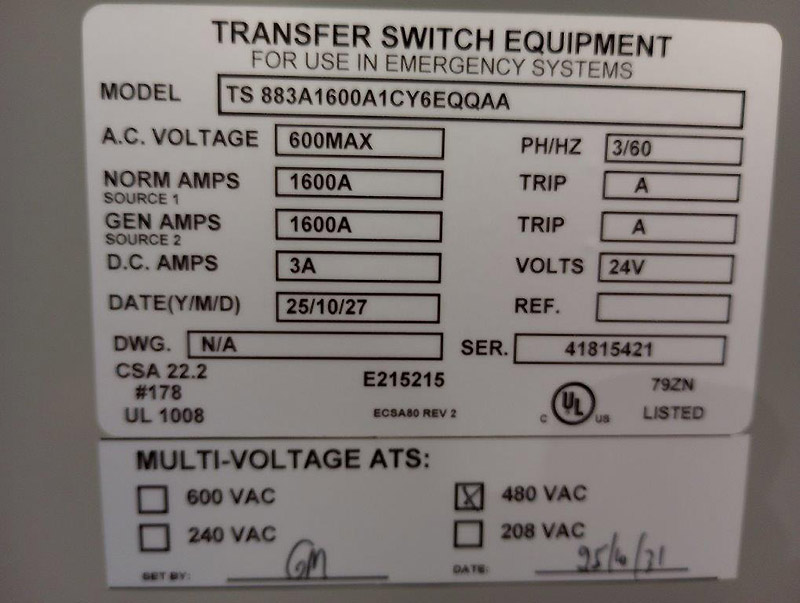 TRANSFER SWITCH EQUIPMENT
FOR USE IN EMERGENCY SYSTEMS
MODEL TS 883A1600A1CY6EQQAA
A.C. VOLTAGE 600MAX PH/HZ 3/60
NORM AMPS 1600A TRIP A
SOURCE 1
GEN AMPS 1600A TRIP A
SOURCE 2
D.C. AMPS 3A VOLTS 24V
DATE(Y/M/D) 25/10/27 REF.
DWG. N/A SER. 41815421
CSA 22.2 E215215 79ZN
#178
UL 1008 ECSA80 REV 2 c UL us LISTED
MULTI-VOLTAGE ATS:
600 VAC 480 VAC
240 VAC 208 VAC
SET BY: GM DATE: